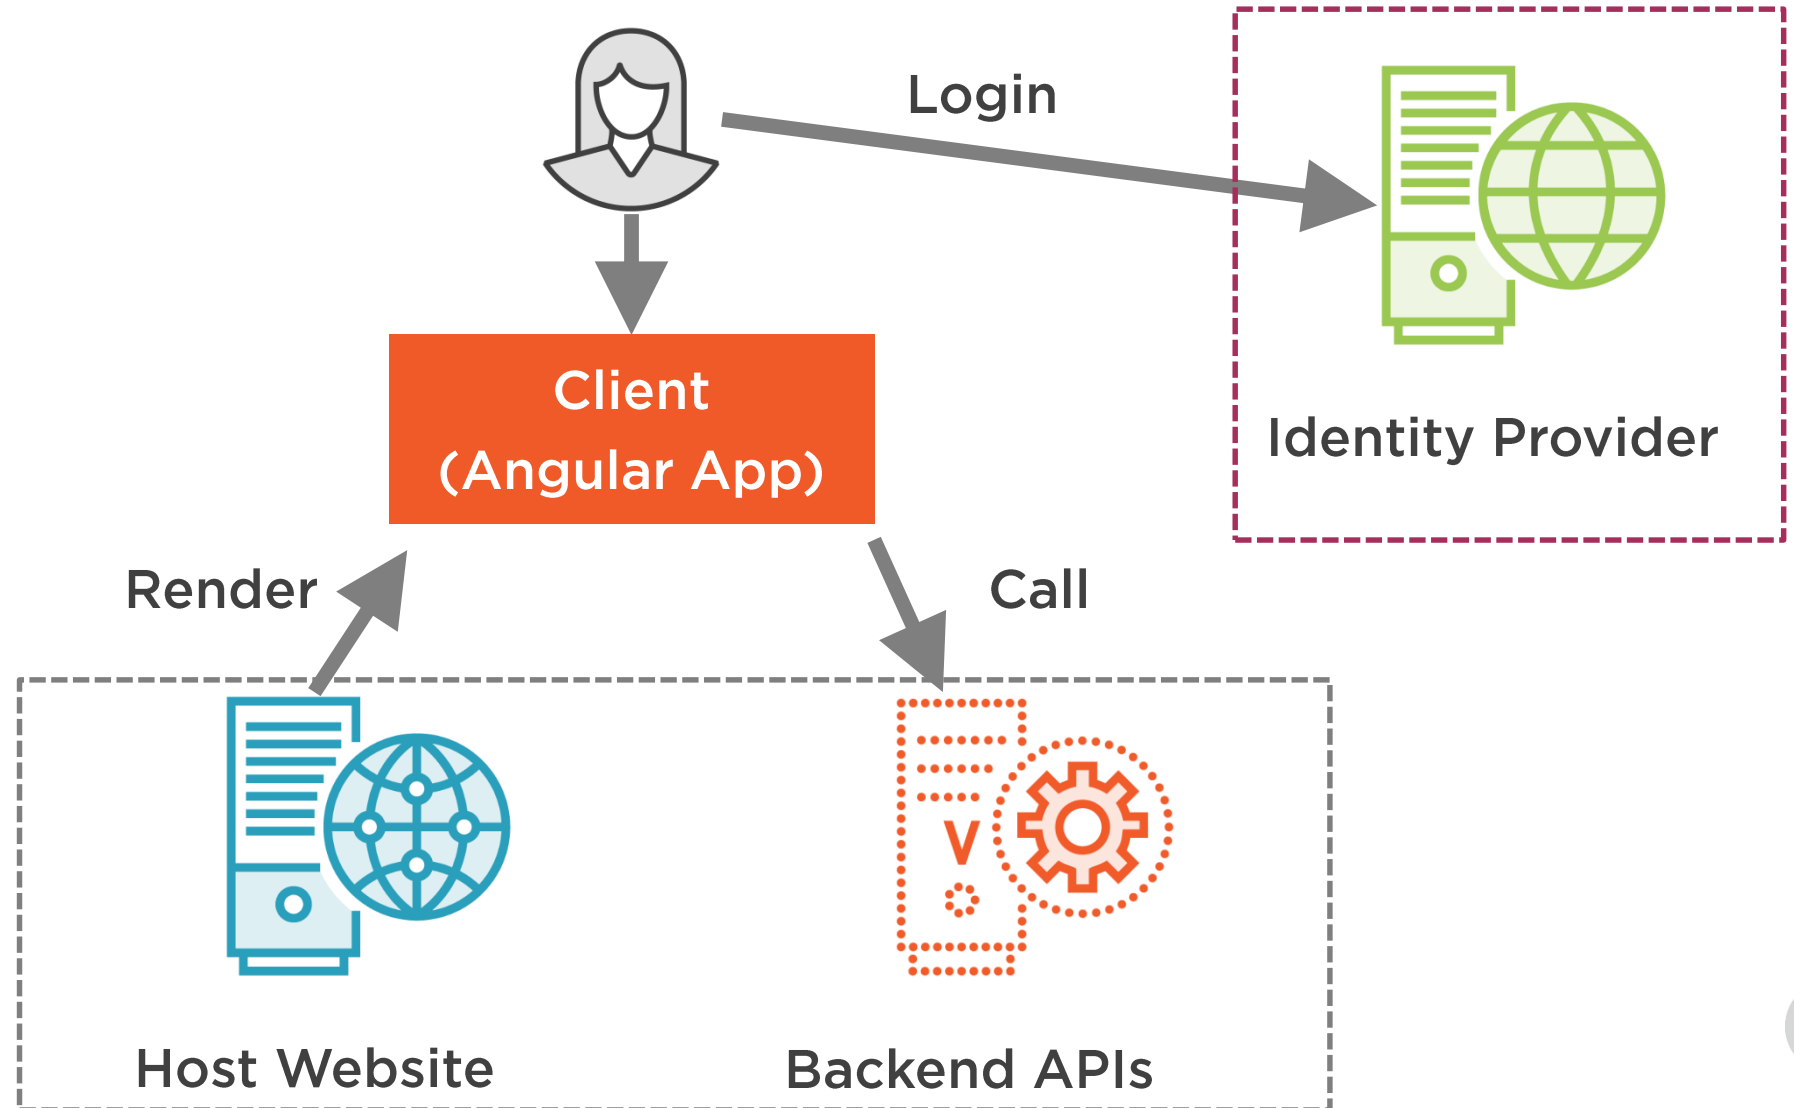 Login
Client
(Angular App)
Identity Provider
Render
Call
Host Website
Backend APIs